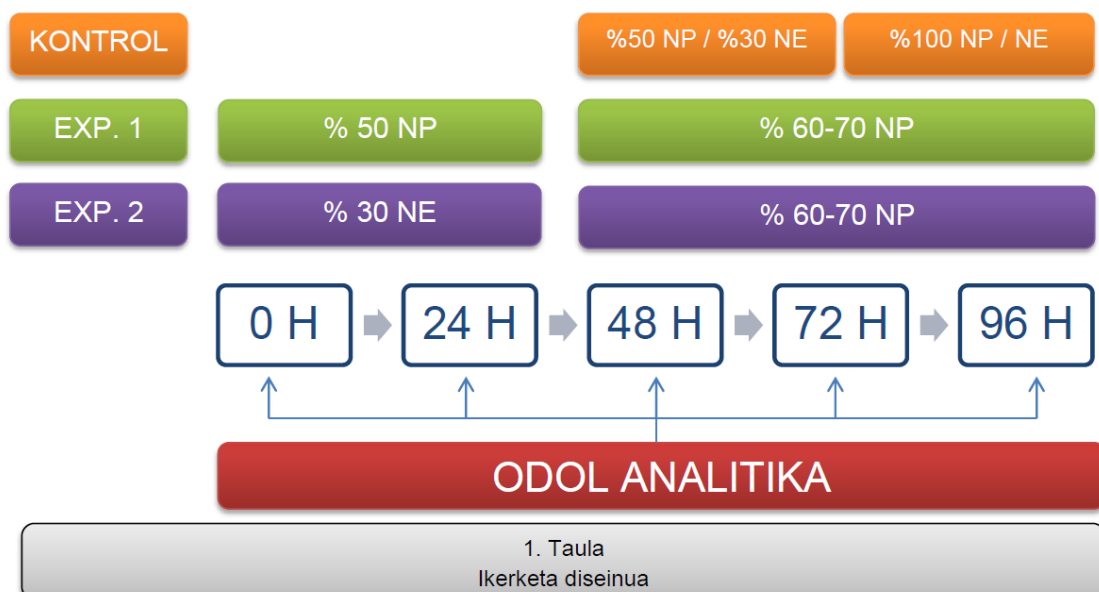 KONTROL
%50 NP / %30 NE
%100 NP / NE
EXP. 1
% 50 NP
% 60-70 NP
EXP. 2
% 30 NE
% 60-70 NP
0 H
24 H
48 H
72 H
96 H
ODOL ANALITIKA
1. Taula
Ikerketa diseinua